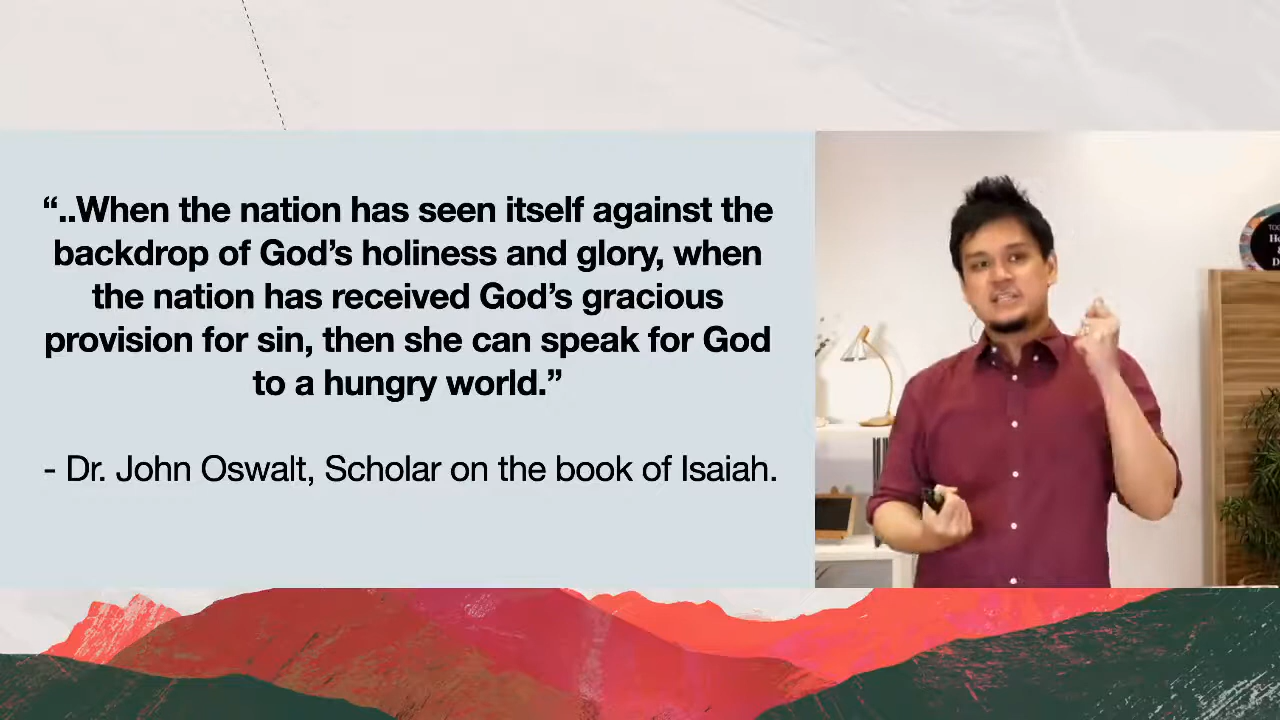 “..When the nation has seen itself against the
backdrop of God’s holiness and glory, when
the nation has received God’s gracious
provision for sin, then she can speak for God
to a hungry world.”
- Dr. John Oswalt, Scholar on the book of Isaiah.